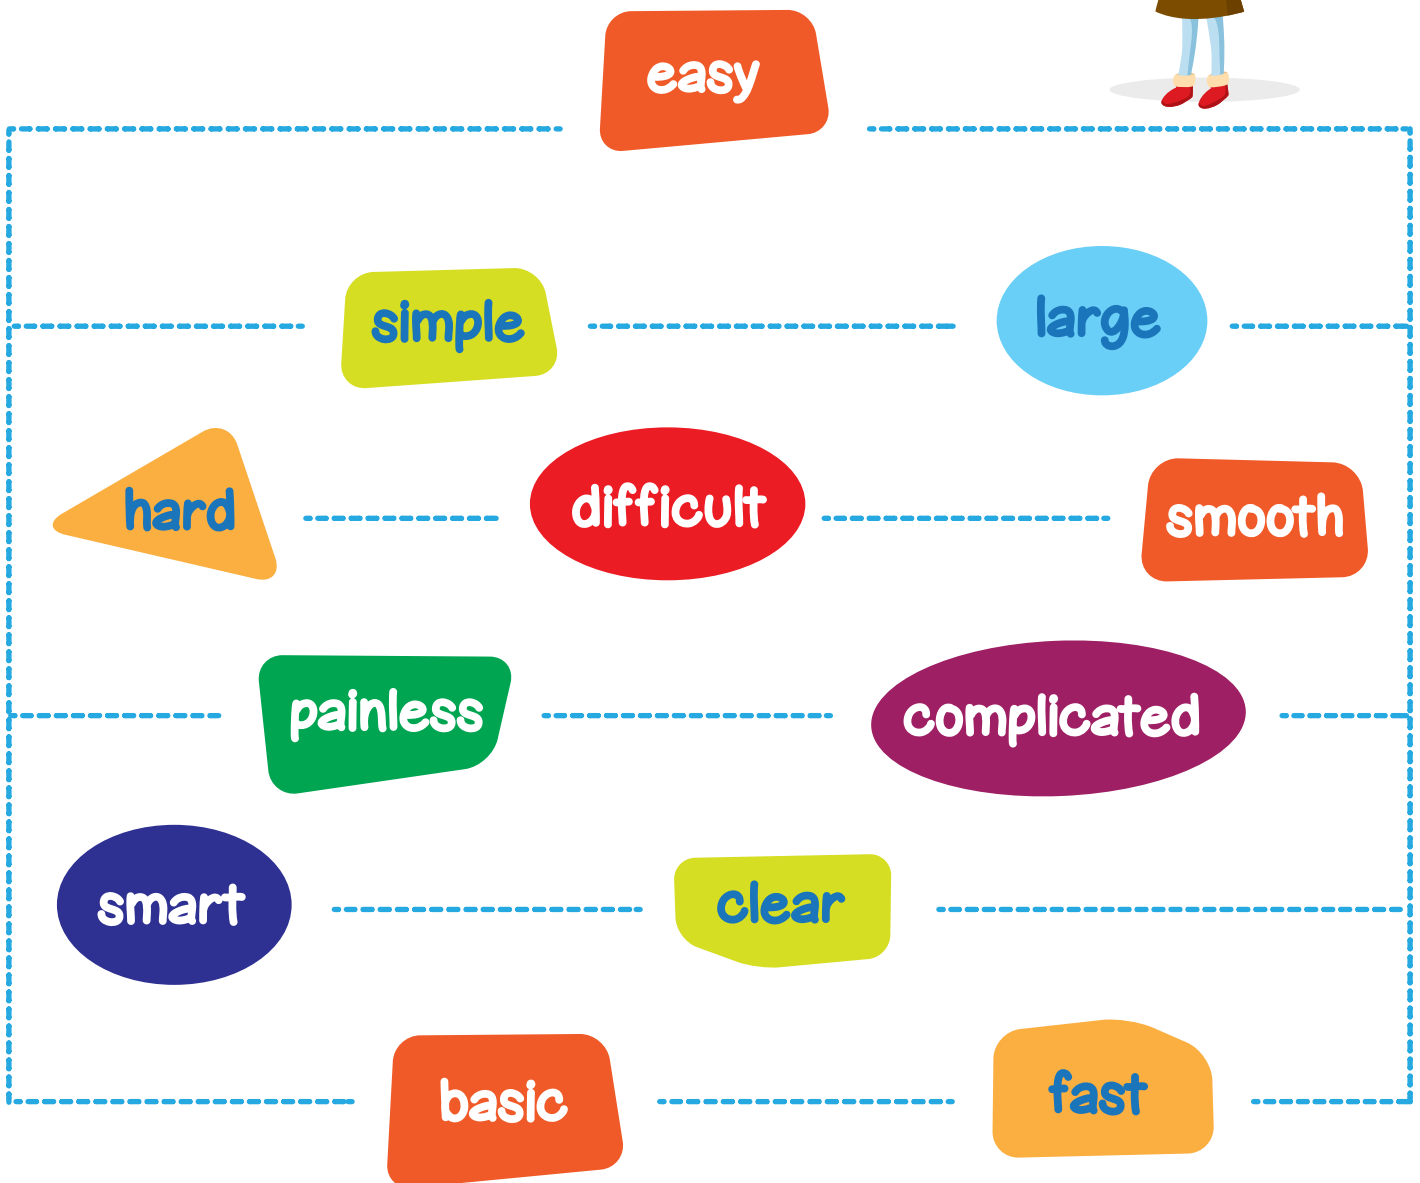 easy
simple
large
hard
difficult
smooth
painless
complicated
smart
clear
basic
fast